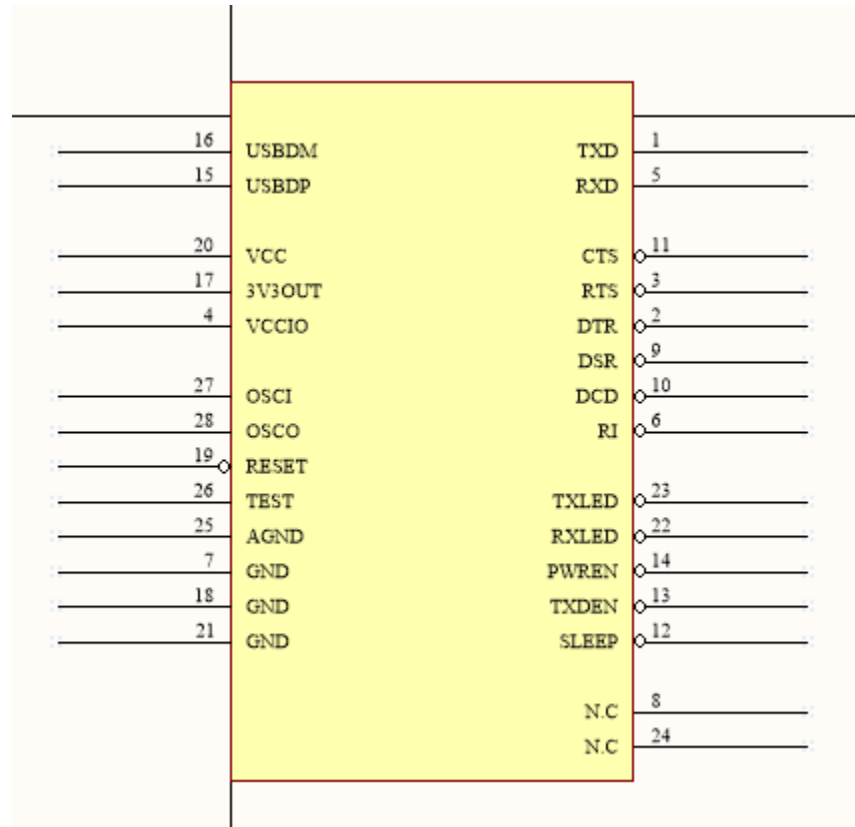 16 USBDM TXD 1
15 USBDP RXD 5
20 VCC CTS 11
17 3V3OUT RTS 3
4 VCCIO DTR 2
DSR 9
27 OSCI DCD 10
28 OSCO RI 6
19 RESET
26 TEST TXLED 23
25 AGND RXLED 22
7 GND PWREN 14
18 GND TXDEN 13
21 GND SLEEP 12
N.C 8
N.C 24